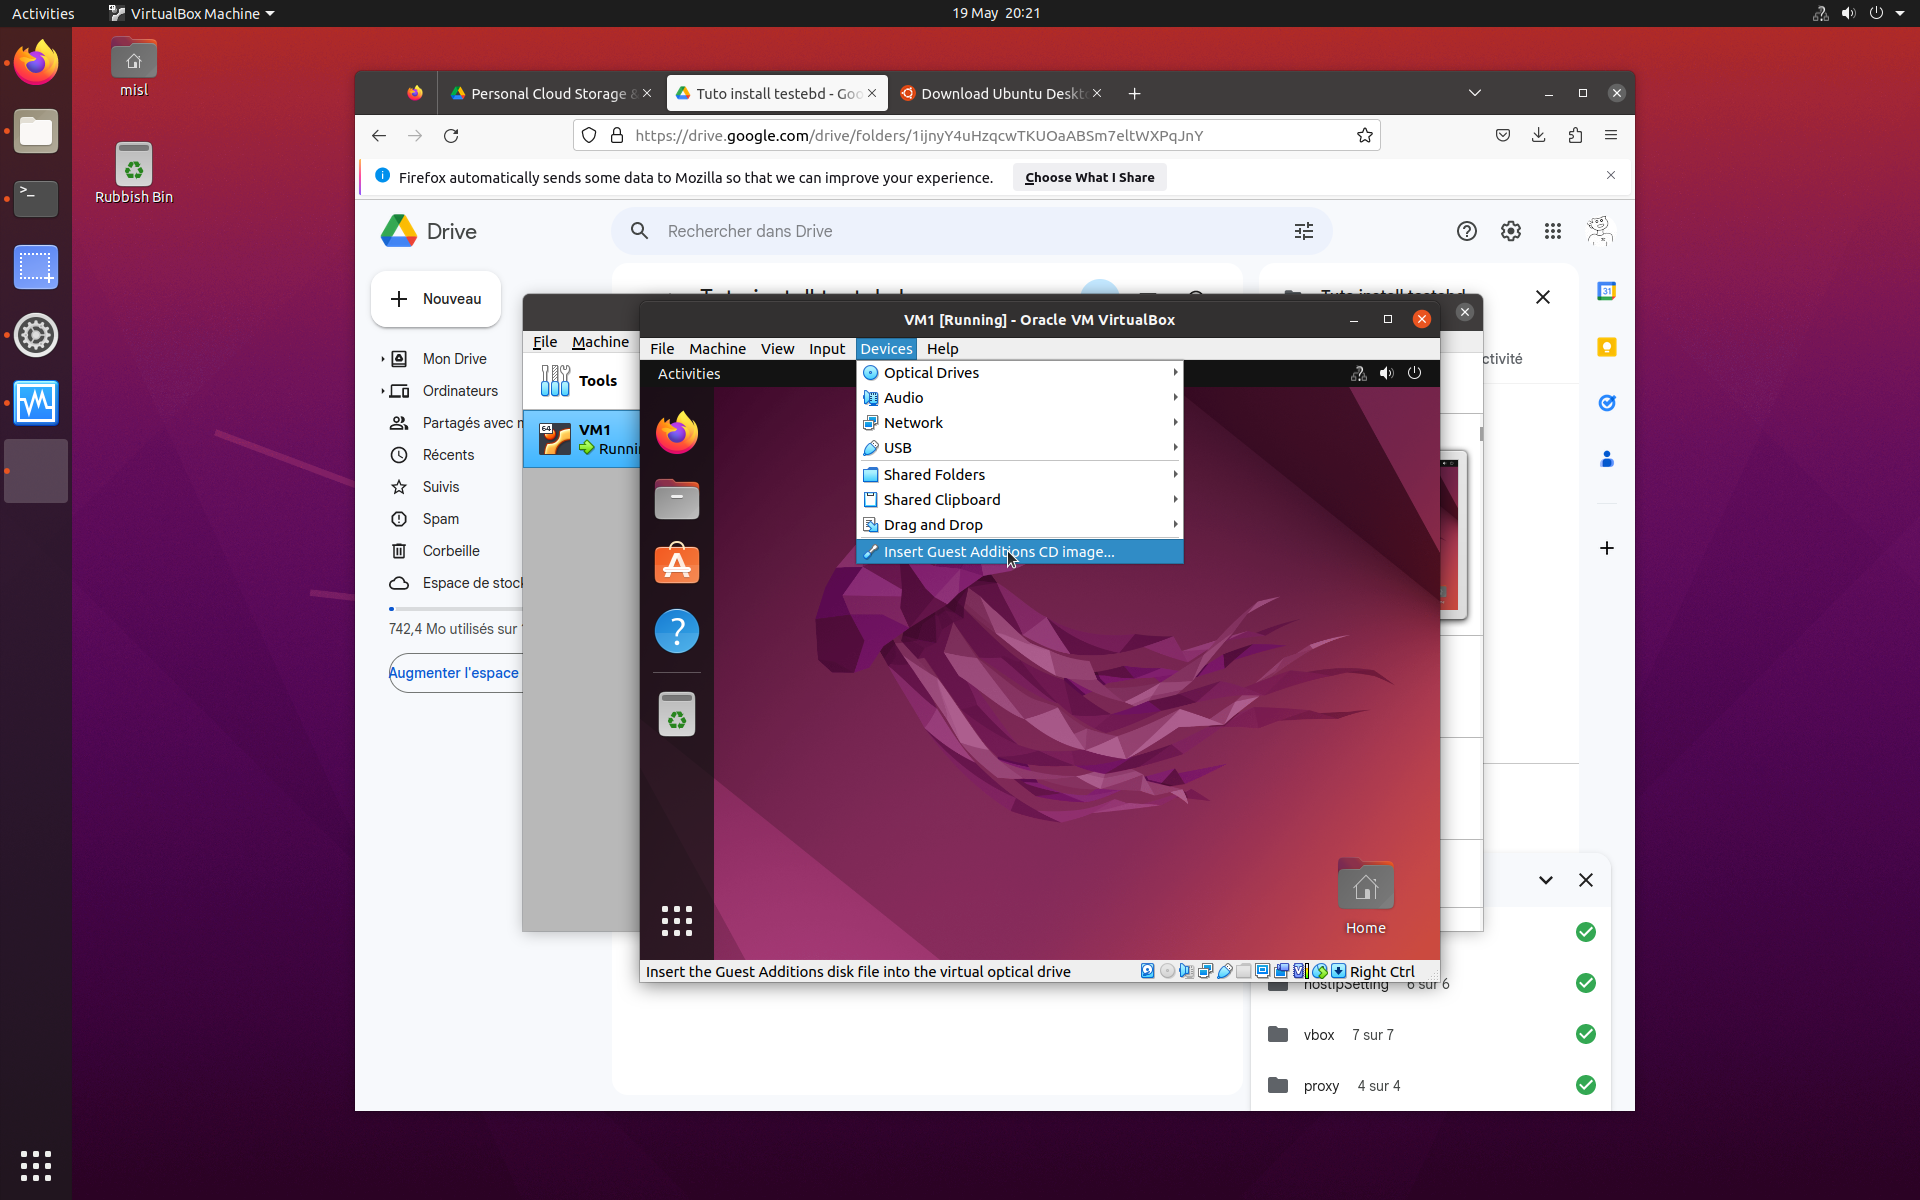 Activities
VirtualBox Machine
19 May 20:21
misl
Rubbish Bin
Personal Cloud Storage &
Tuto install testebd - Goo
Download Ubuntu Deskto
https://drive.google.com/drive/folders/1ijnyY4uHzqcwTKUOaABSm7eltWXPqJnY
Firefox automatically sends some data to Mozilla so that we can improve your experience.
Choose What I Share
Drive
Rechercher dans Drive
Nouveau
Mon Drive
Ordinateurs
Partagés avec
Récents
Suivis
Spam
Corbeille
Espace de
742,4 Mo utilisés sur
Augmenter l'espace
31
File Machine
Tools
64
VM1
VM1 [Running] - Oracle VM VirtualBox
File Machine View Input Devices Help
Activities
Optical Drives
Audio
Network
USB
Shared Folders
Shared Clipboard
Drag and Drop
Insert Guest Additions CD image...
Home
Insert the Guest Additions disk file into the virtual optical drive
Right Ctrl
hostipSetting 6 sur 6
vbox 7 sur 7
proxy 4 sur 4